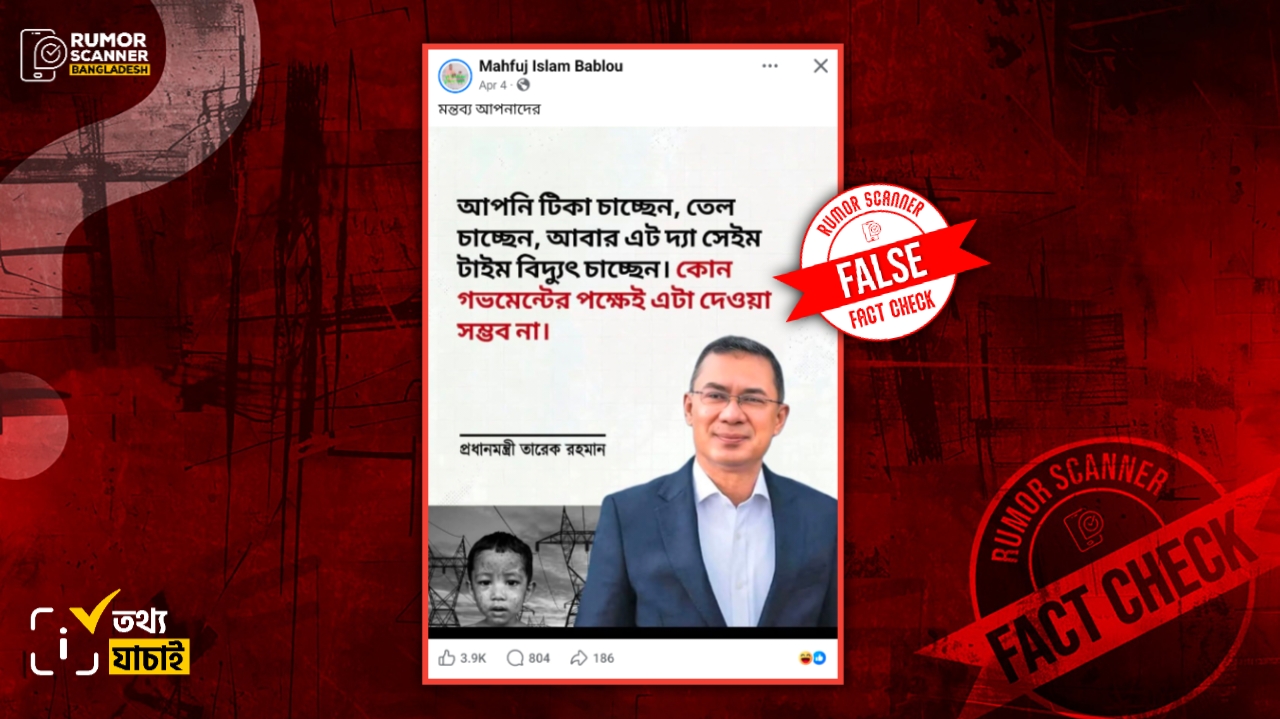 RUMOR
SCANNER
BANGLADESH
Mahfuj Islam Bablou
Apr 4
মন্তব্য আপনাদের
আপনি টিকা চাচ্ছেন, তেল
চাচ্ছেন, আবার এট দ্যা সেইম
টাইম বিদ্যুৎ চাচ্ছেন। কোন
গভমেন্টের পক্ষেই এটা দেওয়া
সম্ভব না।
প্রধানমন্ত্রী তারেক রহমান
3.9K 804 186
RUMOR SCANNER
FALSE
FACT CHECK
তথ্য
যাচাই
RUMOR SCANNER
FACT CHECK